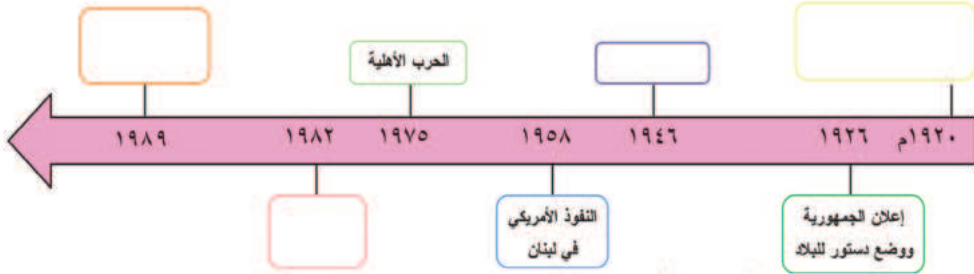 الحرب الأهلية
١٩٢٠م ١٩٢٦ ١٩٤٦ ١٩٥٨ ١٩٧٥ ١٩٨٢ ١٩٨٩
إعلان الجمهورية
ووضع دستور للبلاد
النفوذ الأمريكي
في لبنان